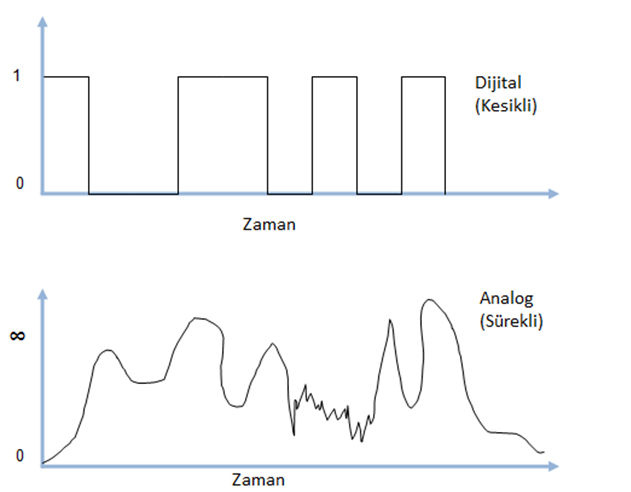 1
Dijital
(Kesikli)
0
Zaman
Analog
(Sürekli)
∞
0
Zaman